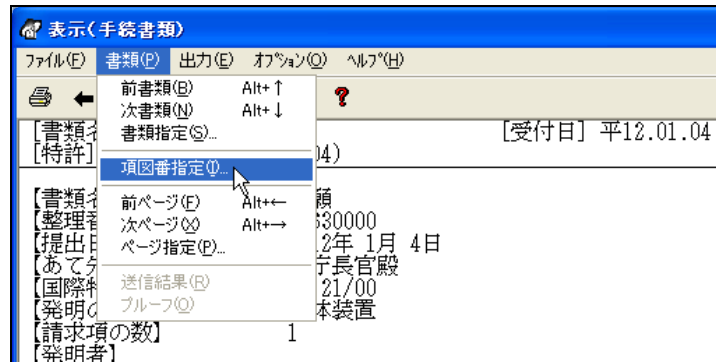 表示(手続書類)
ファイル(F) 書類(P) 出力(E) オプション(O) ヘルプ(H)
前書類(B) Alt+↑
次書類(N) Alt+↓
書類指定(S)...
項図番指定(I)...
前ページ(F) Alt+←
次ページ(X) Alt+→
ページ指定(P)...
送信結果(R)
プルーフ(O)
[書類 [受付日] 平12.01.04
[特許] 04)
【書類名 願
【整理番 630000
【提出日 12年 1月 4日
【あて先 庁長官殿
【国際特 21/00
【発明の 体装置
【請求項の数】 1
【発明者】